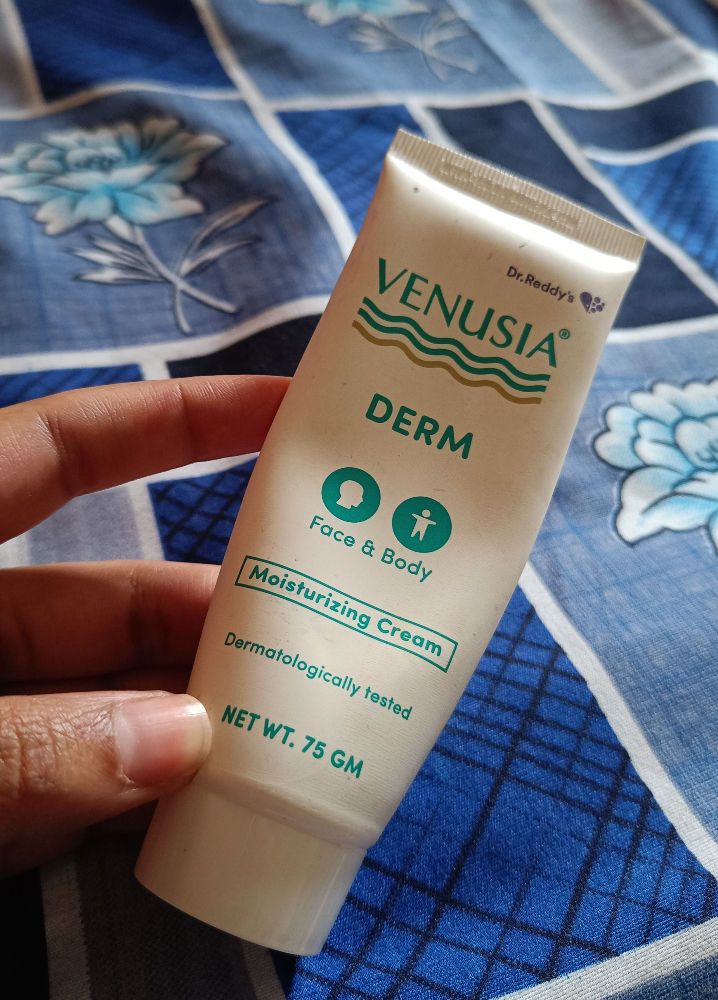 Dr.Reddy's
VENUSIA®
DERM
Face & Body
Moisturizing Cream
Dermatologically tested
NET WT. 75 GM